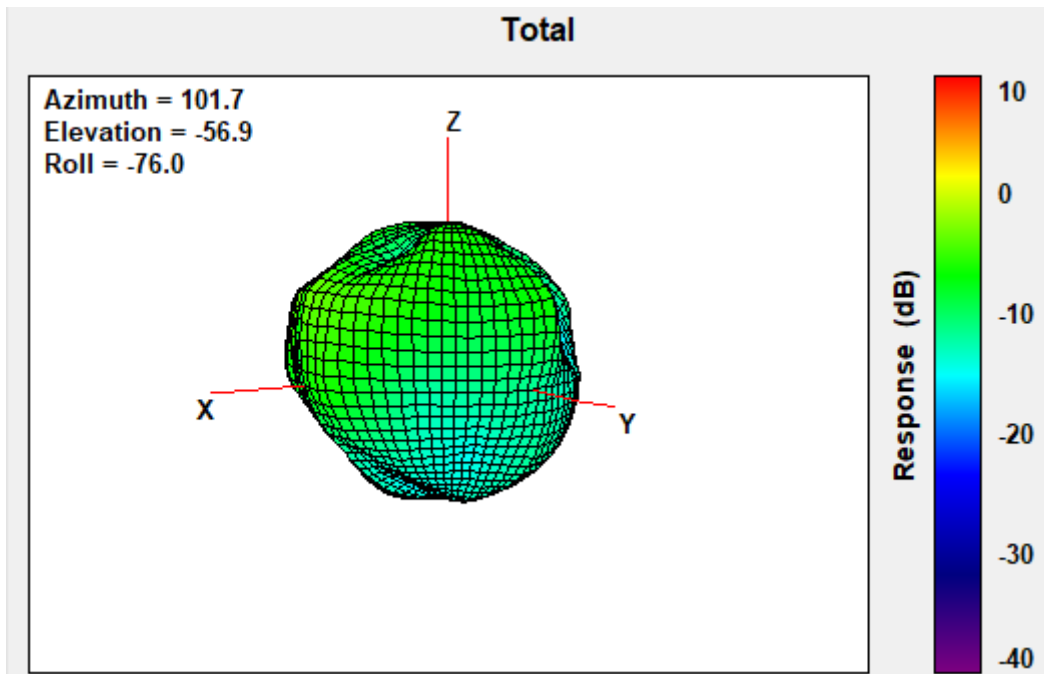 Total
Azimuth = 101.7
Elevation = -56.9
Roll = -76.0
Z
X
Y
10
0
-10
-20
-30
-40
Response (dB)